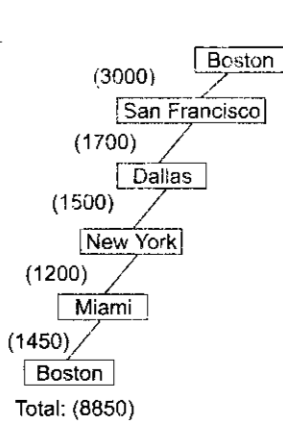 Boston
(3000)
San Francisco
(1700)
Dallas
(1500)
New York
(1200)
Miami
(1450)
Boston
Total: (8850)